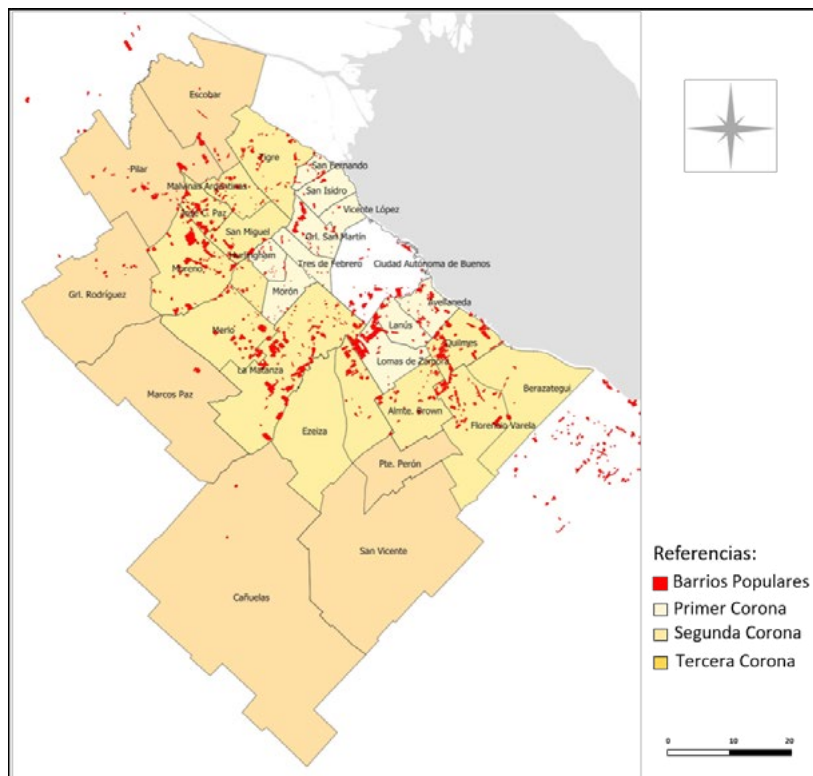 Escobar
Tigre
San Fernando
Pilar
Malvinas Argentinas
San Isidro
José C. Paz
Vicente López
San Miguel
Grl. San Martín
Hurlingham
Tres de Febrero
Ciudad Autónoma de Buenos
Moreno
Morón
Grl. Rodríguez
Avellaneda
Lanús
Merlo
Quilmes
Lomas de Zamora
La Matanza
Berazategui
Marcos Paz
Almte. Brown
Florencio Varela
Ezeiza
Pte. Perón
San Vicente
Cañuelas
Referencias:
Barrios Populares
Primer Corona
Segunda Corona
Tercera Corona
0 10 20